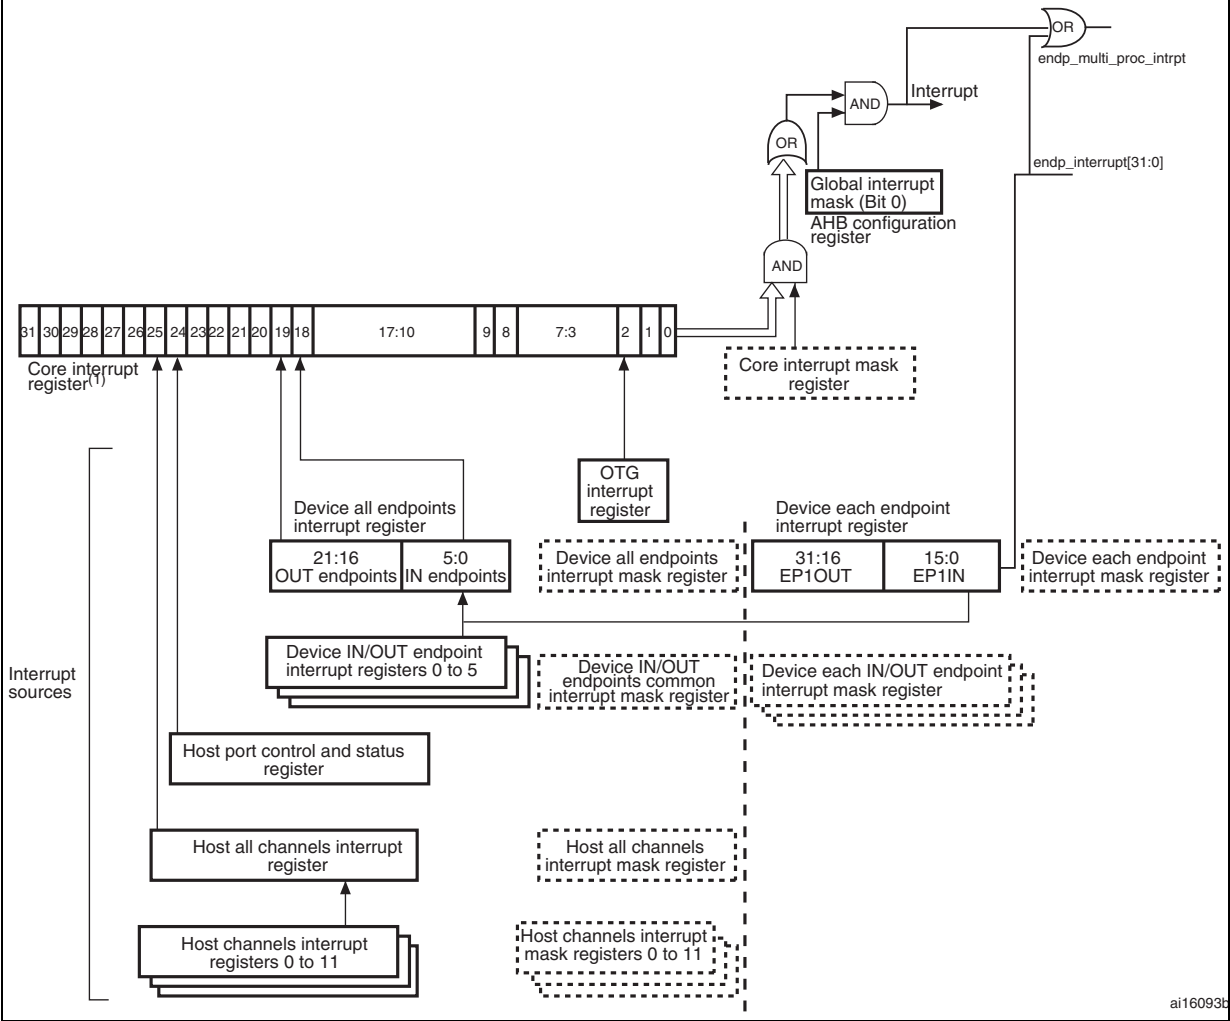 OR
endp_multi_proc_intrpt
Interrupt
AND
OR
endp_interrupt[31:0]
Global interrupt
mask (Bit 0)
AHB configuration
register
AND
31 30 29 28 27 26 25 24 23 22 21 20 19 18 17:10 9 8 7:3 2 1 0
Core interrupt
register(1)
Core interrupt mask
register
OTG
interrupt
register
Device all endpoints
interrupt register
Device each endpoint
interrupt register
21:16
OUT endpoints
5:0
IN endpoints
Device all endpoints
interrupt mask register
31:16
EP1OUT
15:0
EP1IN
Device each endpoint
interrupt mask register
Interrupt
sources
Device IN/OUT endpoint
interrupt registers 0 to 5
Device IN/OUT
endpoints common
interrupt mask register
Device each IN/OUT endpoint
interrupt mask register
Host port control and status
register
Host all channels interrupt
register
Host all channels
interrupt mask register
Host channels interrupt
registers 0 to 11
Host channels interrupt
mask registers 0 to 11
ai16093b